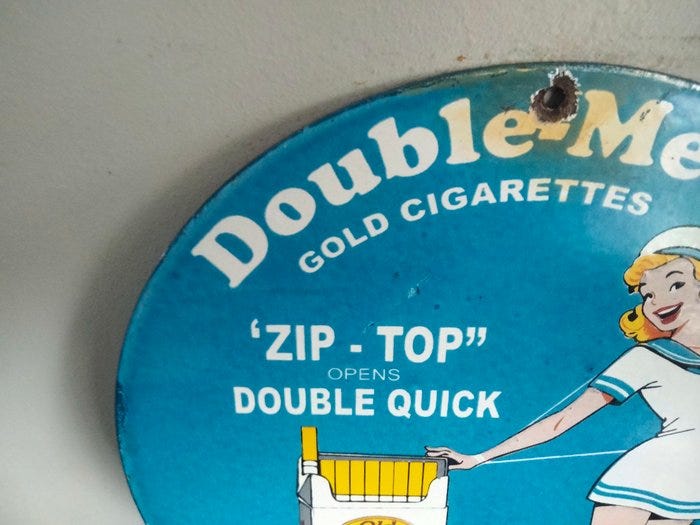 Double-Me
GOLD CIGARETTES
‘ZIP - TOP”
OPENS
DOUBLE QUICK